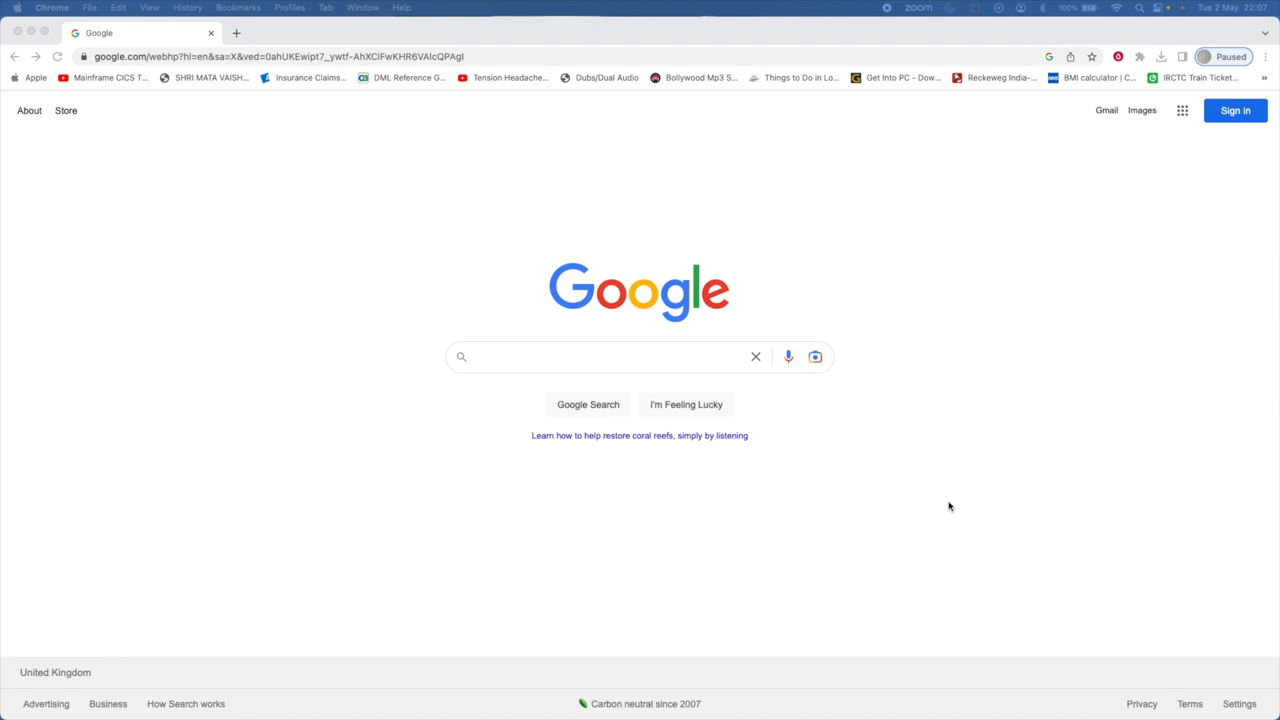 Chrome File Edit View History Bookmarks Profiles Tab Window Help zoom 100% Tue 2 May 22:07
Google
google.com/webhp?hl=en&sa=X&ved=0ahUKEwipt7_ywtf-AhXCiFwKHR6VAlcQPAgI Paused
Apple Mainframe CICS T... SHRI MATA VAISH... Insurance Claims... DML Reference G... Tension Headache... Dubs/Dual Audio Bollywood Mp3 S... Things to Do in Lo... Get Into PC - Dow... Reckeweg India-... BMI calculator | C... IRCTC Train Ticket... »
About Store Gmail Images Sign in
Google
Google Search I'm Feeling Lucky
Learn how to help restore coral reefs, simply by listening
United Kingdom
Advertising Business How Search works Carbon neutral since 2007 Privacy Terms Settings